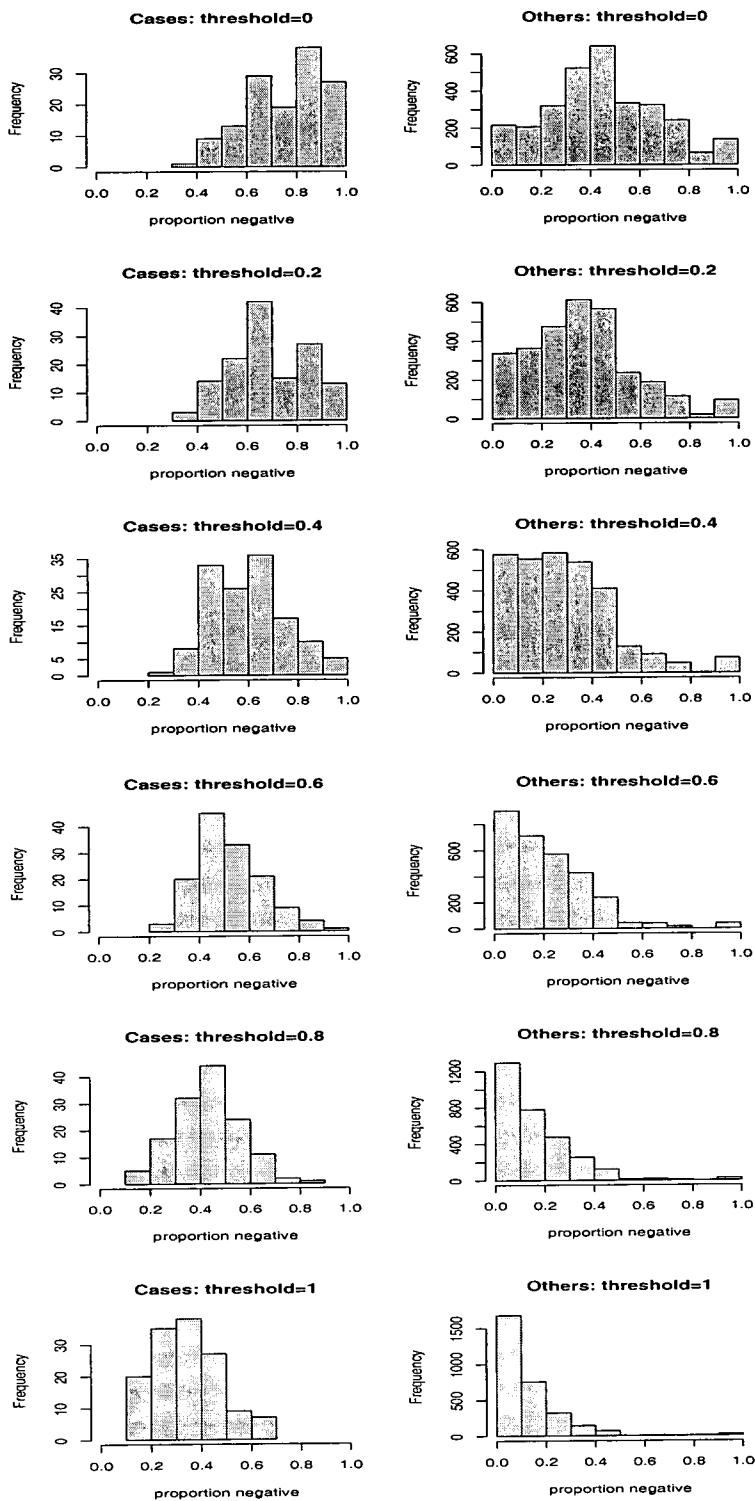 Cases: threshold=0
Frequency
0 10 20 30
0.0 0.2 0.4 0.6 0.8 1.0
proportion negative
Others: threshold=0
Frequency
0 200 400 600
0.0 0.2 0.4 0.6 0.8 1.0
proportion negative
Cases: threshold=0.2
Frequency
0 10 20 30 40
0.0 0.2 0.4 0.6 0.8 1.0
proportion negative
Others: threshold=0.2
Frequency
0 200 400 600
0.0 0.2 0.4 0.6 0.8 1.0
proportion negative
Cases: threshold=0.4
Frequency
0 5 15 25 35
0.0 0.2 0.4 0.6 0.8 1.0
proportion negative
Others: threshold=0.4
Frequency
0 200 400 600
0.0 0.2 0.4 0.6 0.8 1.0
proportion negative
Cases: threshold=0.6
Frequency
0 10 20 30 40
0.0 0.2 0.4 0.6 0.8 1.0
proportion negative
Others: threshold=0.6
Frequency
0 200 600
0.0 0.2 0.4 0.6 0.8 1.0
proportion negative
Cases: threshold=0.8
Frequency
0 10 20 30 40
0.0 0.2 0.4 0.6 0.8 1.0
proportion negative
Others: threshold=0.8
Frequency
0 400 800 1200
0.0 0.2 0.4 0.6 0.8 1.0
proportion negative
Cases: threshold=1
Frequency
0 10 20 30
0.0 0.2 0.4 0.6 0.8 1.0
proportion negative
Others: threshold=1
Frequency
0 500 1000 1500
0.0 0.2 0.4 0.6 0.8 1.0
proportion negative